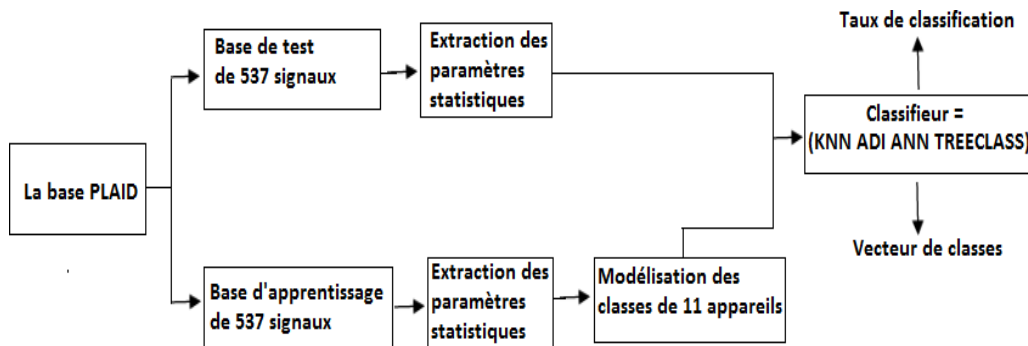 La base PLAID
Base de test
de 537 signaux
Extraction des
paramètres
statistiques
Base d'apprentissage
de 537 signaux
Extraction des
paramètres
statistiques
Modélisation des
classes de 11 appareils
Taux de classification
Classifieur =
(KNN ADI ANN TREECLASS)
Vecteur de classes